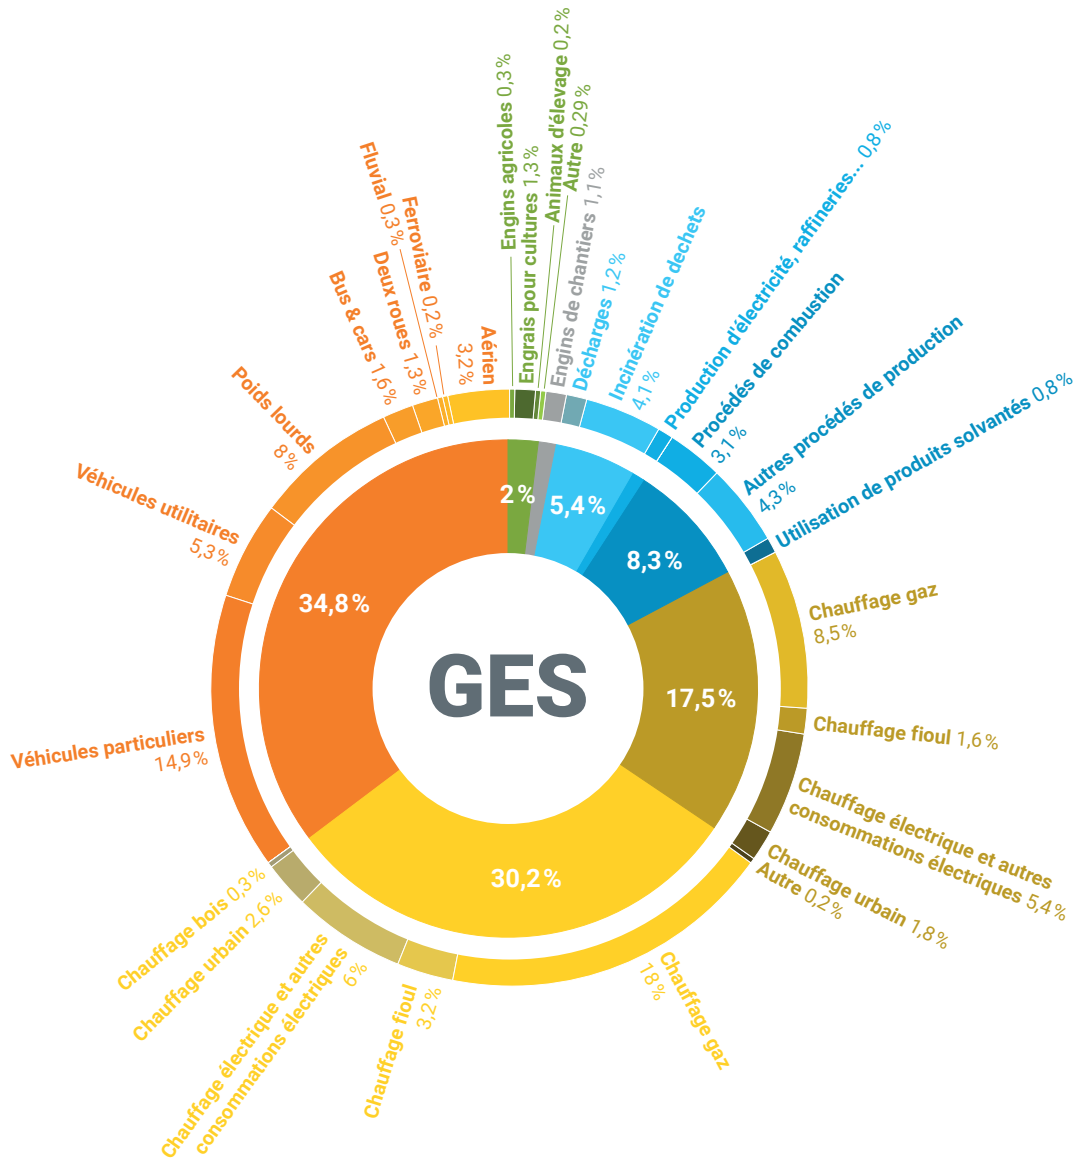 Engins agricoles 0,3%
Engrais pour cultures 1,3%
Animaux d'élevage 0,2%
Autre 0,29%
Engins de chantiers 1,1%
Décharges 1,2%
Incinération de dechets
4,1%
Production d'électricité, raffineries... 0,8%
Procédés de combustion
3,1%
Autres procédés de production
4,3%
Utilisation de produits solvantés 0,8%
Chauffage gaz
8,5%
Chauffage fioul 1,6%
Chauffage électrique et autres
consommations électriques 5,4%
Chauffage urbain 1,8%
Autre 0,2%
Chauffage gaz
18%
Chauffage fioul
3,2%
Chauffage électrique et autres
consommations électriques
6%
Chauffage urbain 2,6%
Chauffage bois 0,3%
Véhicules particuliers
14,9%
Véhicules utilitaires
5,3%
Poids lourds
8%
Bus & cars 1,6%
Deux roues 1,3%
Fluvial 0,3%
Ferroviaire 0,2%
Aérien
3,2%
2%
5,4%
8,3%
17,5%
30,2%
34,8%
GES